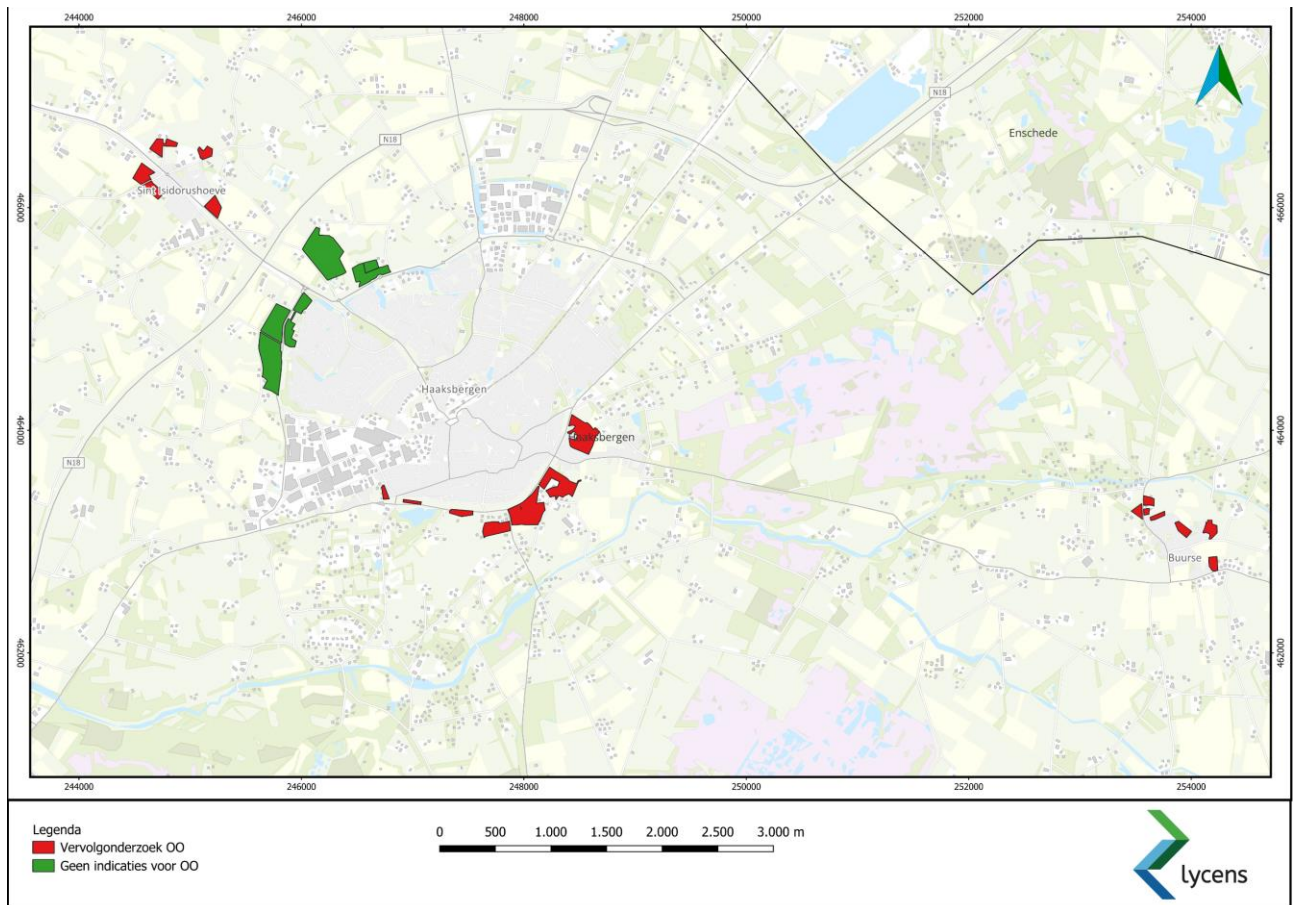 244000 246000 248000 250000 252000 254000
N18
Enschede
N18
Sint Isidorushoeve
466000 466000
Haaksbergen
464000 Haaksbergen 464000
N18
Buurse
462000 462000
244000 246000 248000 250000 252000 254000
Legenda
Vervolgonderzoek OO
Geen indicaties voor OO
0 500 1.000 1.500 2.000 2.500 3.000 m
lycens